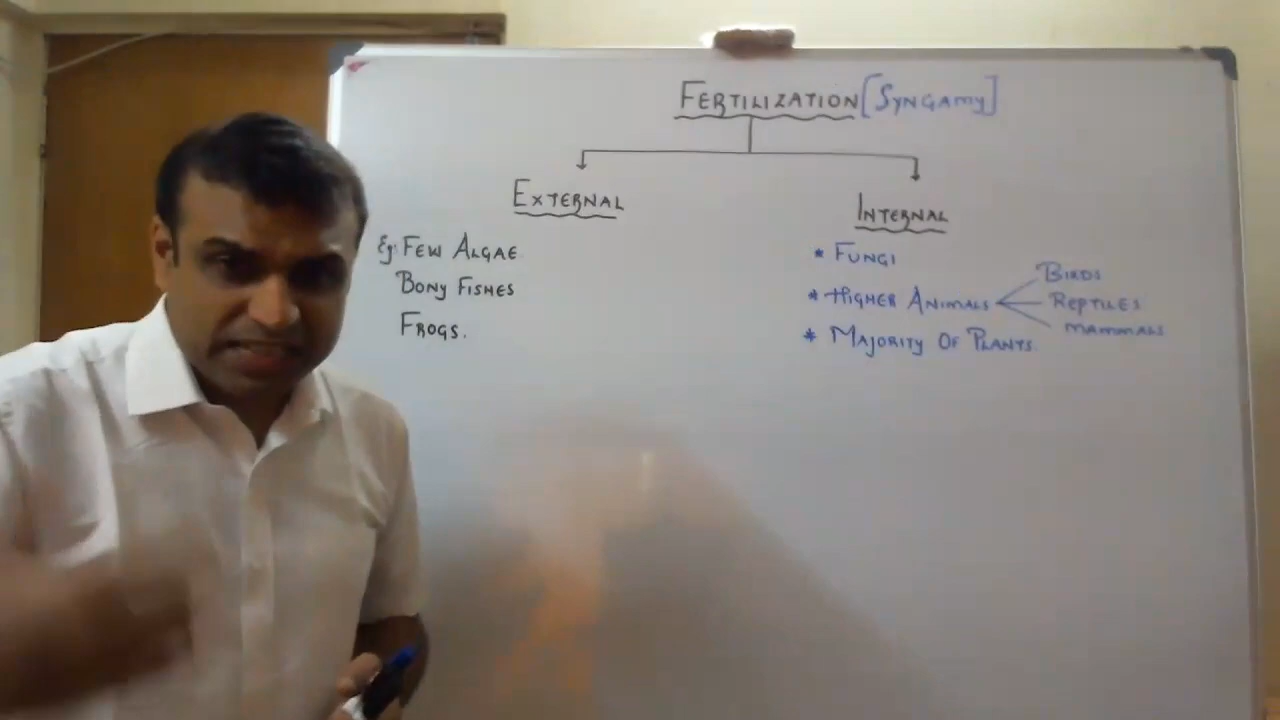 FERTILIZATION [SYNGAMY]
EXTERNAL
Eg: FEW ALGAE
BONY FISHES
FROGS.
INTERNAL
* FUNGI
* HIGHER ANIMALS
BIRDS
REPTILES
MAMMALS
* MAJORITY OF PLANTS.